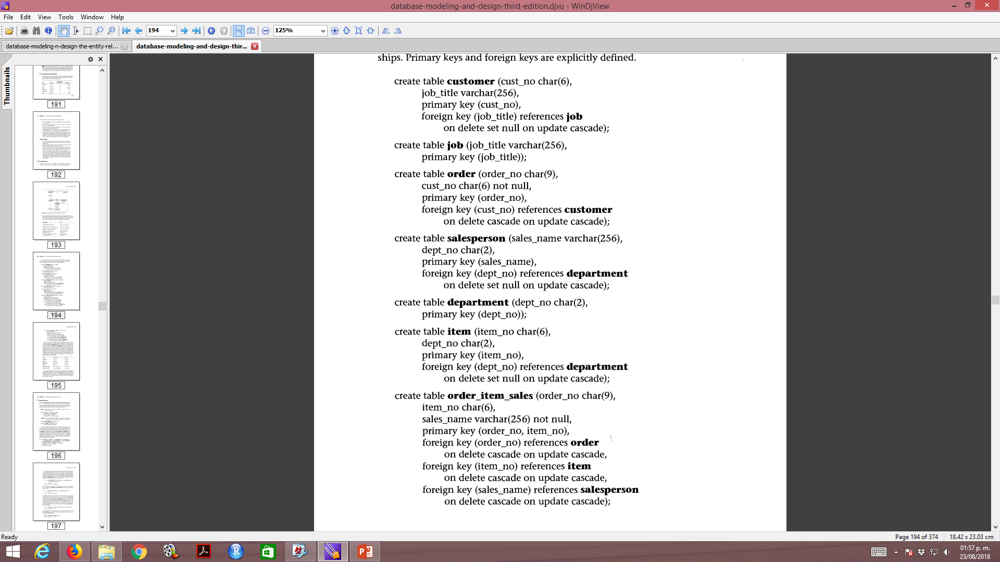 database-modeling-and-design-third-edition.djvu - WinDjView
File Edit View Tools Window Help
194
125%
database-modeling-n-design-the-entity-rel...
database-modeling-and-design-thir...
Thumbnails
191
192
193
194
195
196
197
ships. Primary keys and foreign keys are explicitly defined.
create table customer (cust_no char(6),
job_title varchar(256),
primary key (cust_no),
foreign key (job_title) references job
on delete set null on update cascade);
create table job (job_title varchar(256),
primary key (job_title));
create table order (order_no char(9),
cust_no char(6) not null,
primary key (order_no),
foreign key (cust_no) references customer
on delete cascade on update cascade);
create table salesperson (sales_name varchar(256),
dept_no char(2),
primary key (sales_name),
foreign key (dept_no) references department
on delete set null on update cascade);
create table department (dept_no char(2),
primary key (dept_no));
create table item (item_no char(6),
dept_no char(2),
primary key (item_no),
foreign key (dept_no) references department
on delete set null on update cascade);
create table order_item_sales (order_no char(9),
item_no char(6),
sales_name varchar(256) not null,
primary key (order_no, item_no),
foreign key (order_no) references order
on delete cascade on update cascade,
foreign key (item_no) references item
on delete cascade on update cascade,
foreign key (sales_name) references salesperson
on delete cascade on update cascade);
Ready
Page 194 of 374
18.42 x 23.03 cm
01:57 p. m.
23/08/2018